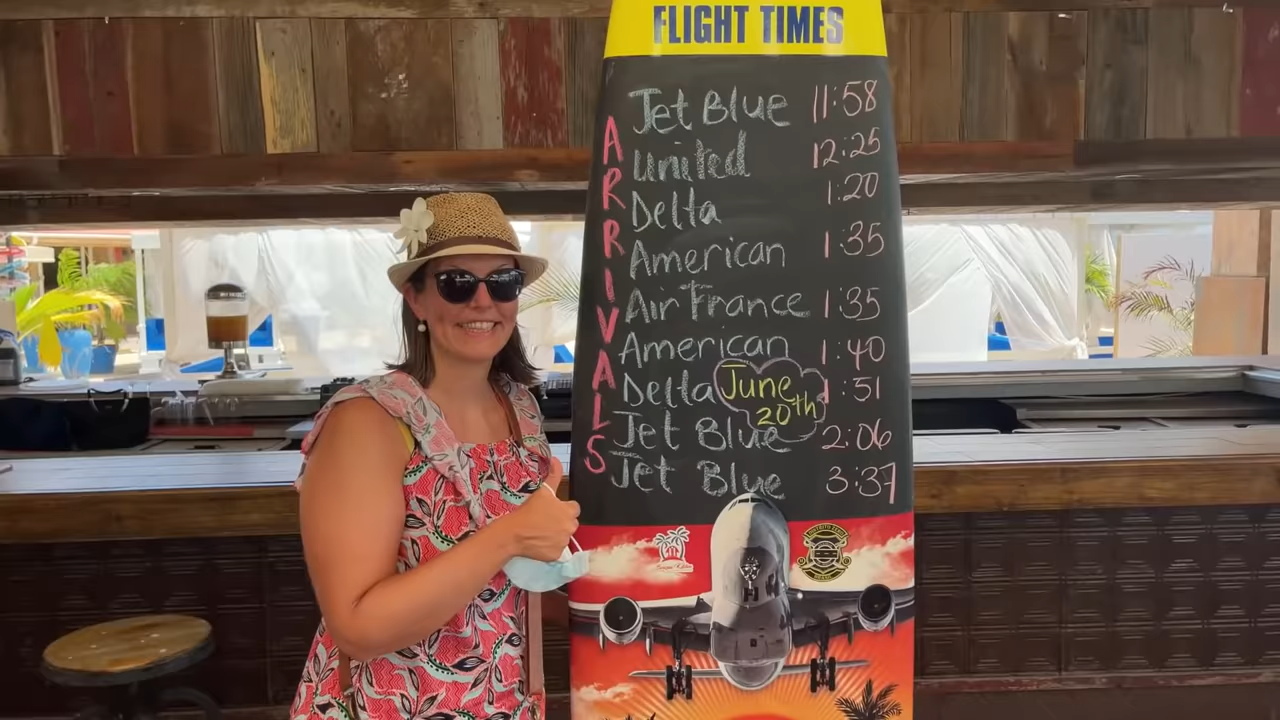 FLIGHT TIMES
ARRIVALS
Jet Blue 11:58
United 12:25
Delta 1:20
American 1:35
Air France 1:35
American 1:40
Delta 1:51
June
20th
Jet Blue 2:06
Jet Blue 3:37